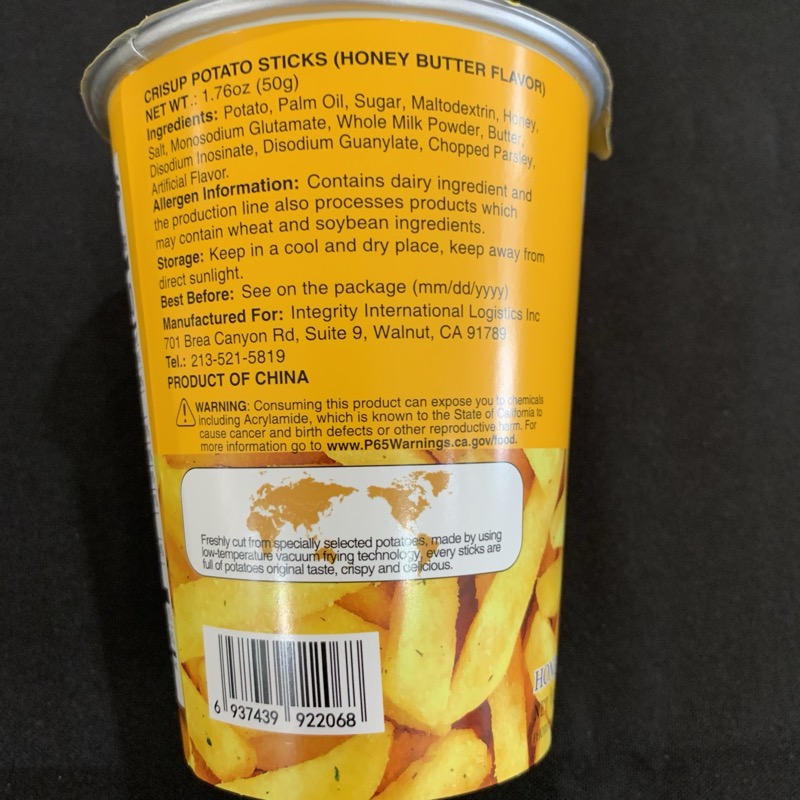 CRISUP POTATO STICKS (HONEY BUTTER FLAVOR)
NET WT.: 1.76oz (50g)
Ingredients: Potato, Palm Oil, Sugar, Maltodextrin, Honey,
Salt, Monosodium Glutamate, Whole Milk Powder, Butter,
Disodium Inosinate, Disodium Guanylate, Chopped Parsley,
Artificial Flavor.
Allergen Information: Contains dairy ingredient and
the production line also processes products which
may contain wheat and soybean ingredients.
Storage: Keep in a cool and dry place, keep away from
direct sunlight.
Best Before: See on the package (mm/dd/yyyy)
Manufactured For: Integrity International Logistics Inc
701 Brea Canyon Rd, Suite 9, Walnut, CA 91789
Tel.: 213-521-5819
PRODUCT OF CHINA
WARNING: Consuming this product can expose you to chemicals
including Acrylamide, which is known to the State of California to
cause cancer and birth defects or other reproductive harm. For
more information go to www.P65Warnings.ca.gov/food.
Freshly cut from specially selected potatoes, made by using
low-temperature vacuum frying technology, every sticks are
full of potatoes original taste, crispy and delicious.
6 937439 922068